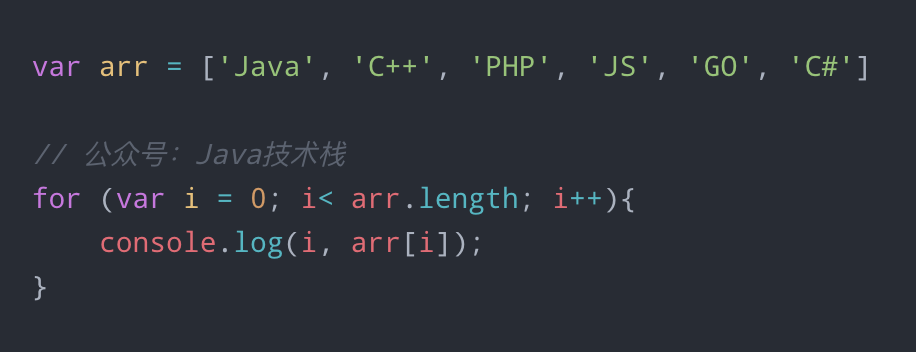 var arr = ['Java', 'C++', 'PHP', 'JS', 'GO', 'C#']
// 公众号：Java技术栈
for (var i = 0; i< arr.length; i++){
    console.log(i, arr[i]);
}